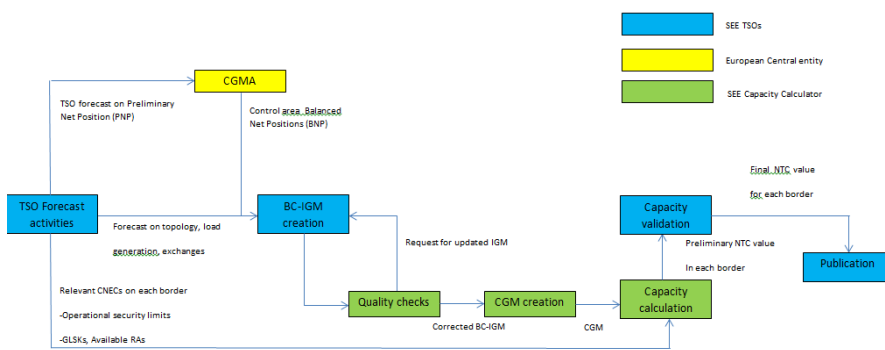 SEE TSOs
European Central entity
SEE Capacity Calculator
CGMA
TSO forecast on Preliminary
Net Position (PNP)
Control area Balanced
Net Positions (BNP)
Final NTC value
for each border
TSO Forecast
activities
BC-IGM
creation
Capacity
validation
Forecast on topology, load
generation, exchanges
Request for updated IGM
Preliminary NTC value
In each border
Publication
Relevant CNECs on each border
-Operational security limits
-GLSKs, Available RAs
Quality checks
CGM creation
Capacity
calculation
Corrected BC-IGM
CGM